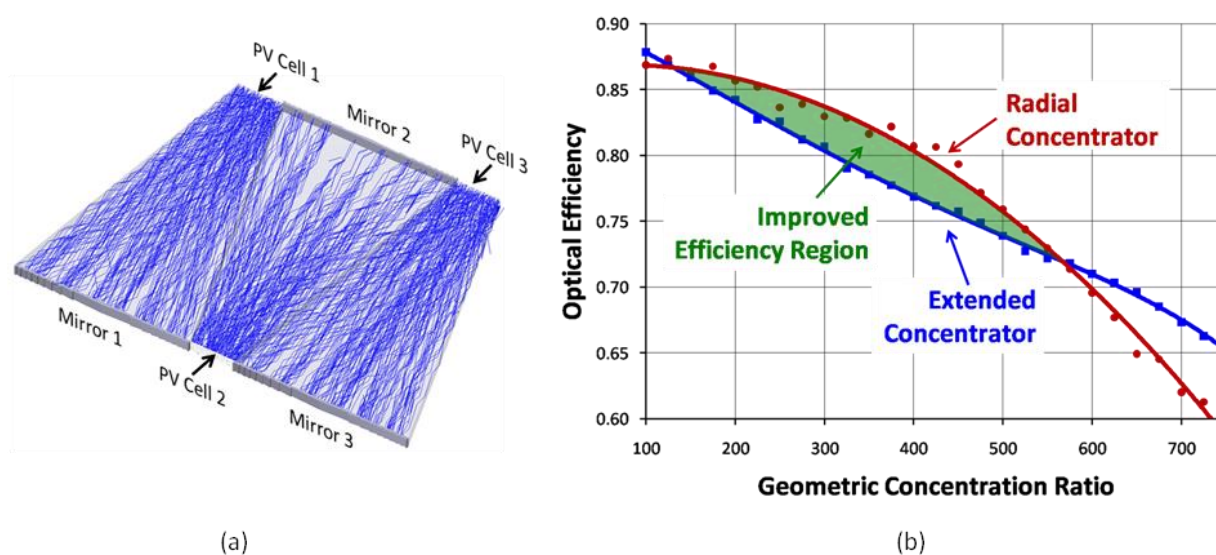 PV Cell 1
Mirror 2
PV Cell 3
Mirror 1
PV Cell 2
Mirror 3
(a)
0.90
0.85
0.80
0.75
0.70
0.65
0.60
Optical Efficiency
Radial
Concentrator
Improved
Efficiency Region
Extended
Concentrator
100 200 300 400 500 600 700
Geometric Concentration Ratio
(b)